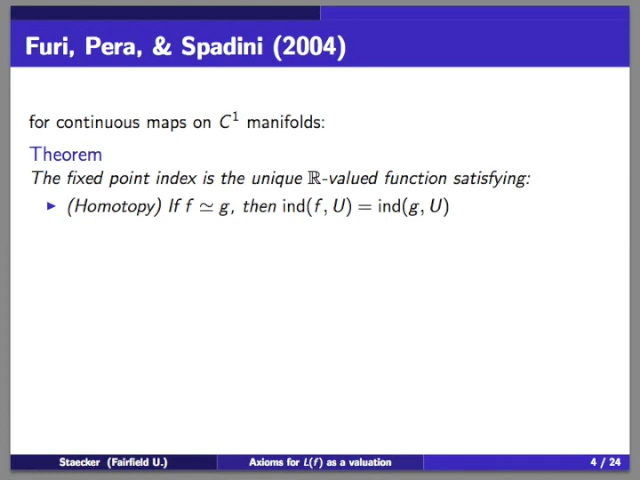 Furi, Pera, & Spadini (2004)
for continuous maps on C¹ manifolds:
Theorem
The fixed point index is the unique ℝ-valued function satisfying:
▶ (Homotopy) If f ≃ g, then ind(f, U) = ind(g, U)
Staecker (Fairfield U.) Axioms for L(f) as a valuation 4 / 24